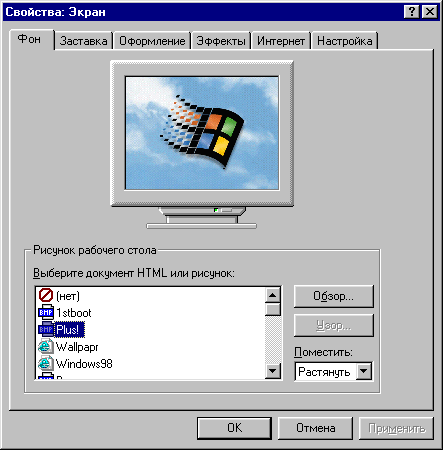 Свойства: Экран
Фон Заставка Оформление Эффекты Интернет Настройка
Рисунок рабочего стола
Выберите документ HTML или рисунок:
(нет)
1stboot
Plus!
Wallpapr
Windows98
Обзор...
Узор...
Поместить:
Растянуть
OK Отмена Применить